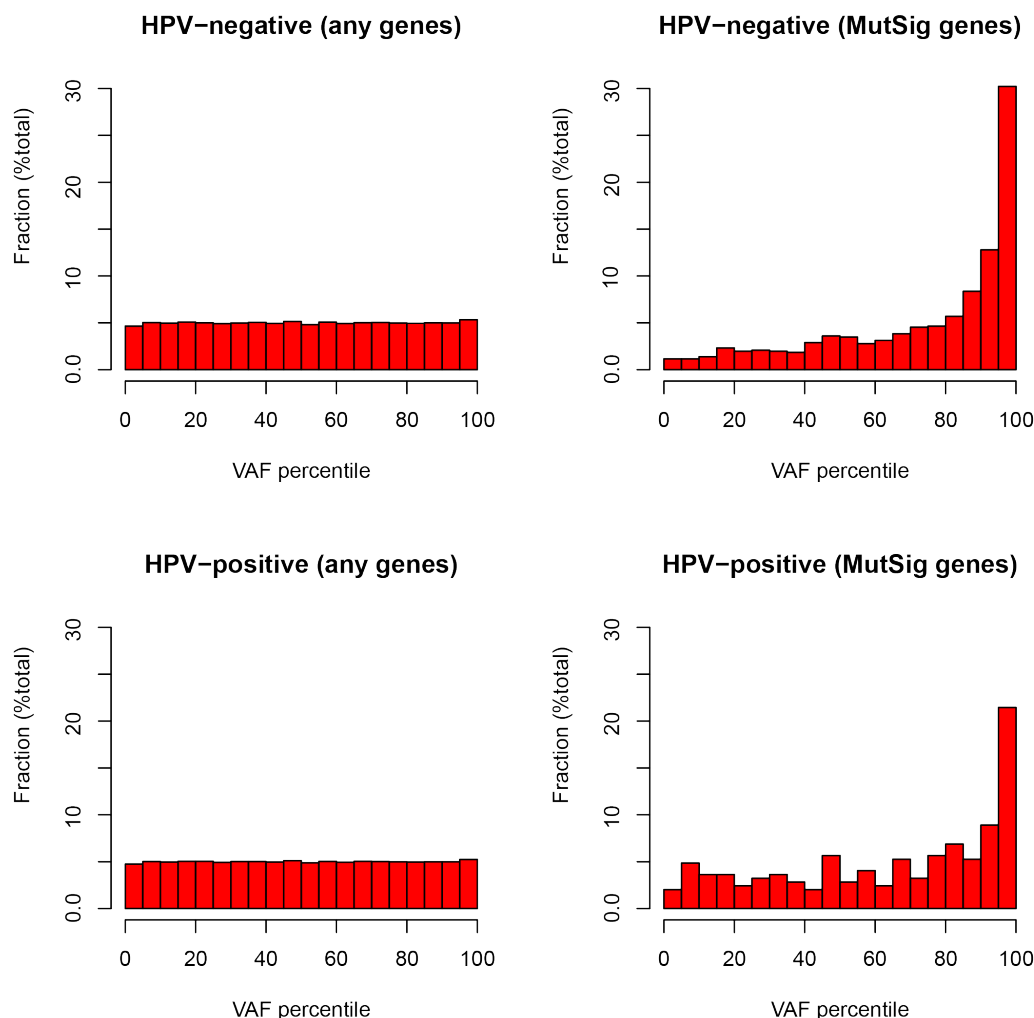 HPV−negative (any genes)
Fraction (%total)
30
20
10
0.0
0 20 40 60 80 100
VAF percentile
HPV−negative (MutSig genes)
Fraction (%total)
30
20
10
0.0
0 20 40 60 80 100
VAF percentile
HPV−positive (any genes)
Fraction (%total)
30
20
10
0.0
0 20 40 60 80 100
VAF percentile
HPV−positive (MutSig genes)
Fraction (%total)
30
20
10
0.0
0 20 40 60 80 100
VAF percentile